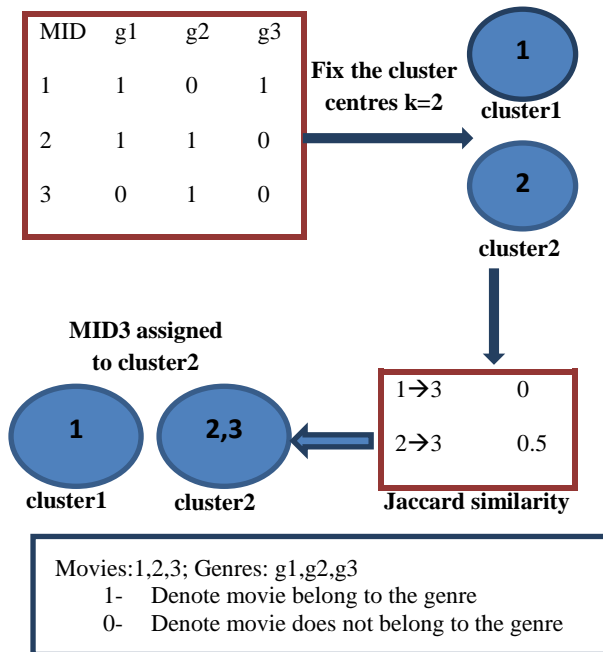 MID g1 g2 g3
1 1 0 1
2 1 1 0
3 0 1 0
Fix the cluster
centres k=2
1
cluster1
2
cluster2
MID3 assigned
to cluster2
1
cluster1
2,3
cluster2
1→3 0
2→3 0.5
Jaccard similarity
Movies:1,2,3; Genres: g1,g2,g3
1- Denote movie belong to the genre
0- Denote movie does not belong to the genre